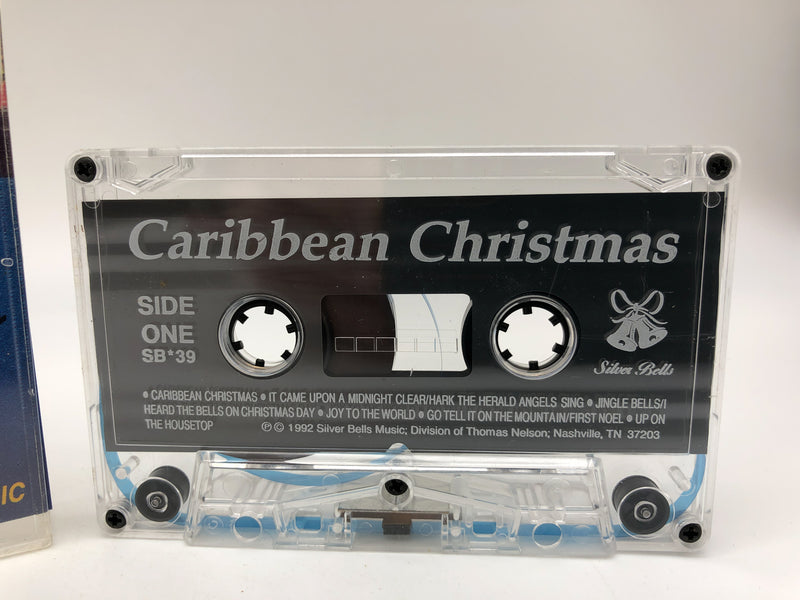 Caribbean Christmas
SIDE
ONE
SB*39
Silver Bells
• CARIBBEAN CHRISTMAS • IT CAME UPON A MIDNIGHT CLEAR/HARK THE HERALD ANGELS SING • JINGLE BELLS/I
HEARD THE BELLS ON CHRISTMAS DAY • JOY TO THE WORLD • GO TELL IT ON THE MOUNTAIN/FIRST NOEL • UP ON
THE HOUSETOP
℗ © 1992 Silver Bells Music; Division of Thomas Nelson; Nashville, TN 37203
IC